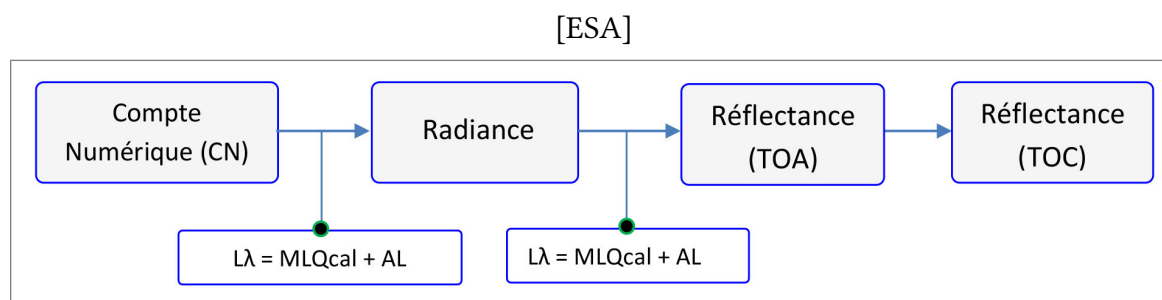 [ESA]
Compte
Numérique (CN)
Radiance
Réflectance
(TOA)
Réflectance
(TOC)
Lλ = MLQcal + AL
Lλ = MLQcal + AL